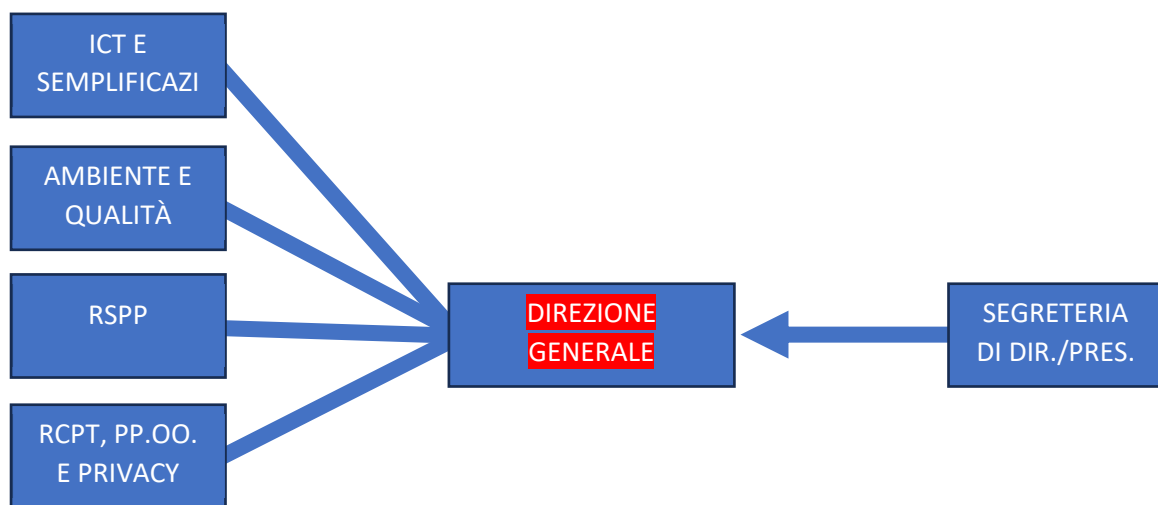 ICT E
SEMPLIFICAZI
AMBIENTE E
QUALITÀ
RSPP
RCPT, PP.OO.
E PRIVACY
DIREZIONE
GENERALE
SEGRETERIA
DI DIR./PRES.